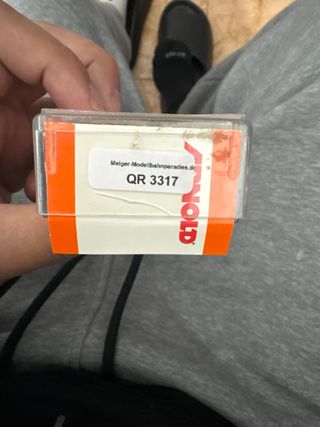 Meiger-Modellbahnparadies.de
QR 3317
ARNOLD